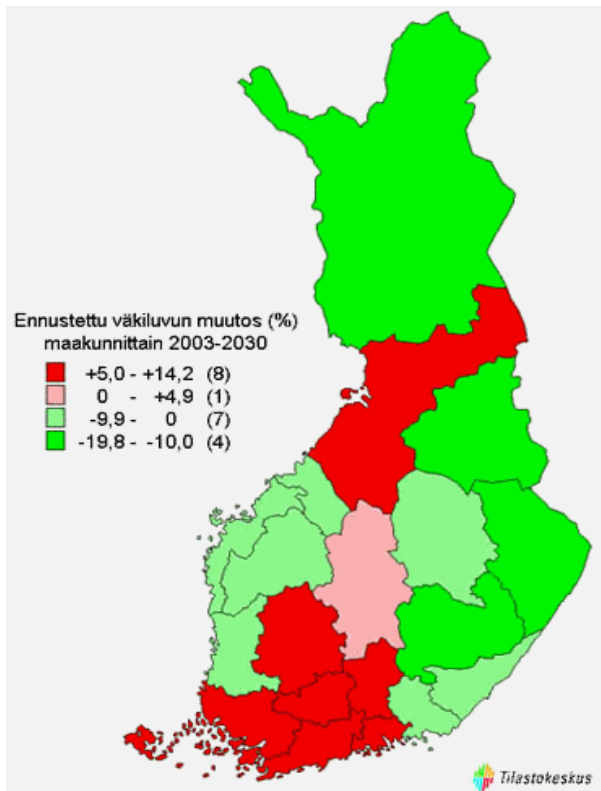 Ennustettu väkiluvun muutos (%)
maakunnittain 2003-2030
+5,0 - +14,2 (8)
0 - +4,9 (1)
-9,9 - 0 (7)
-19,8 - -10,0 (4)
Tilastokeskus